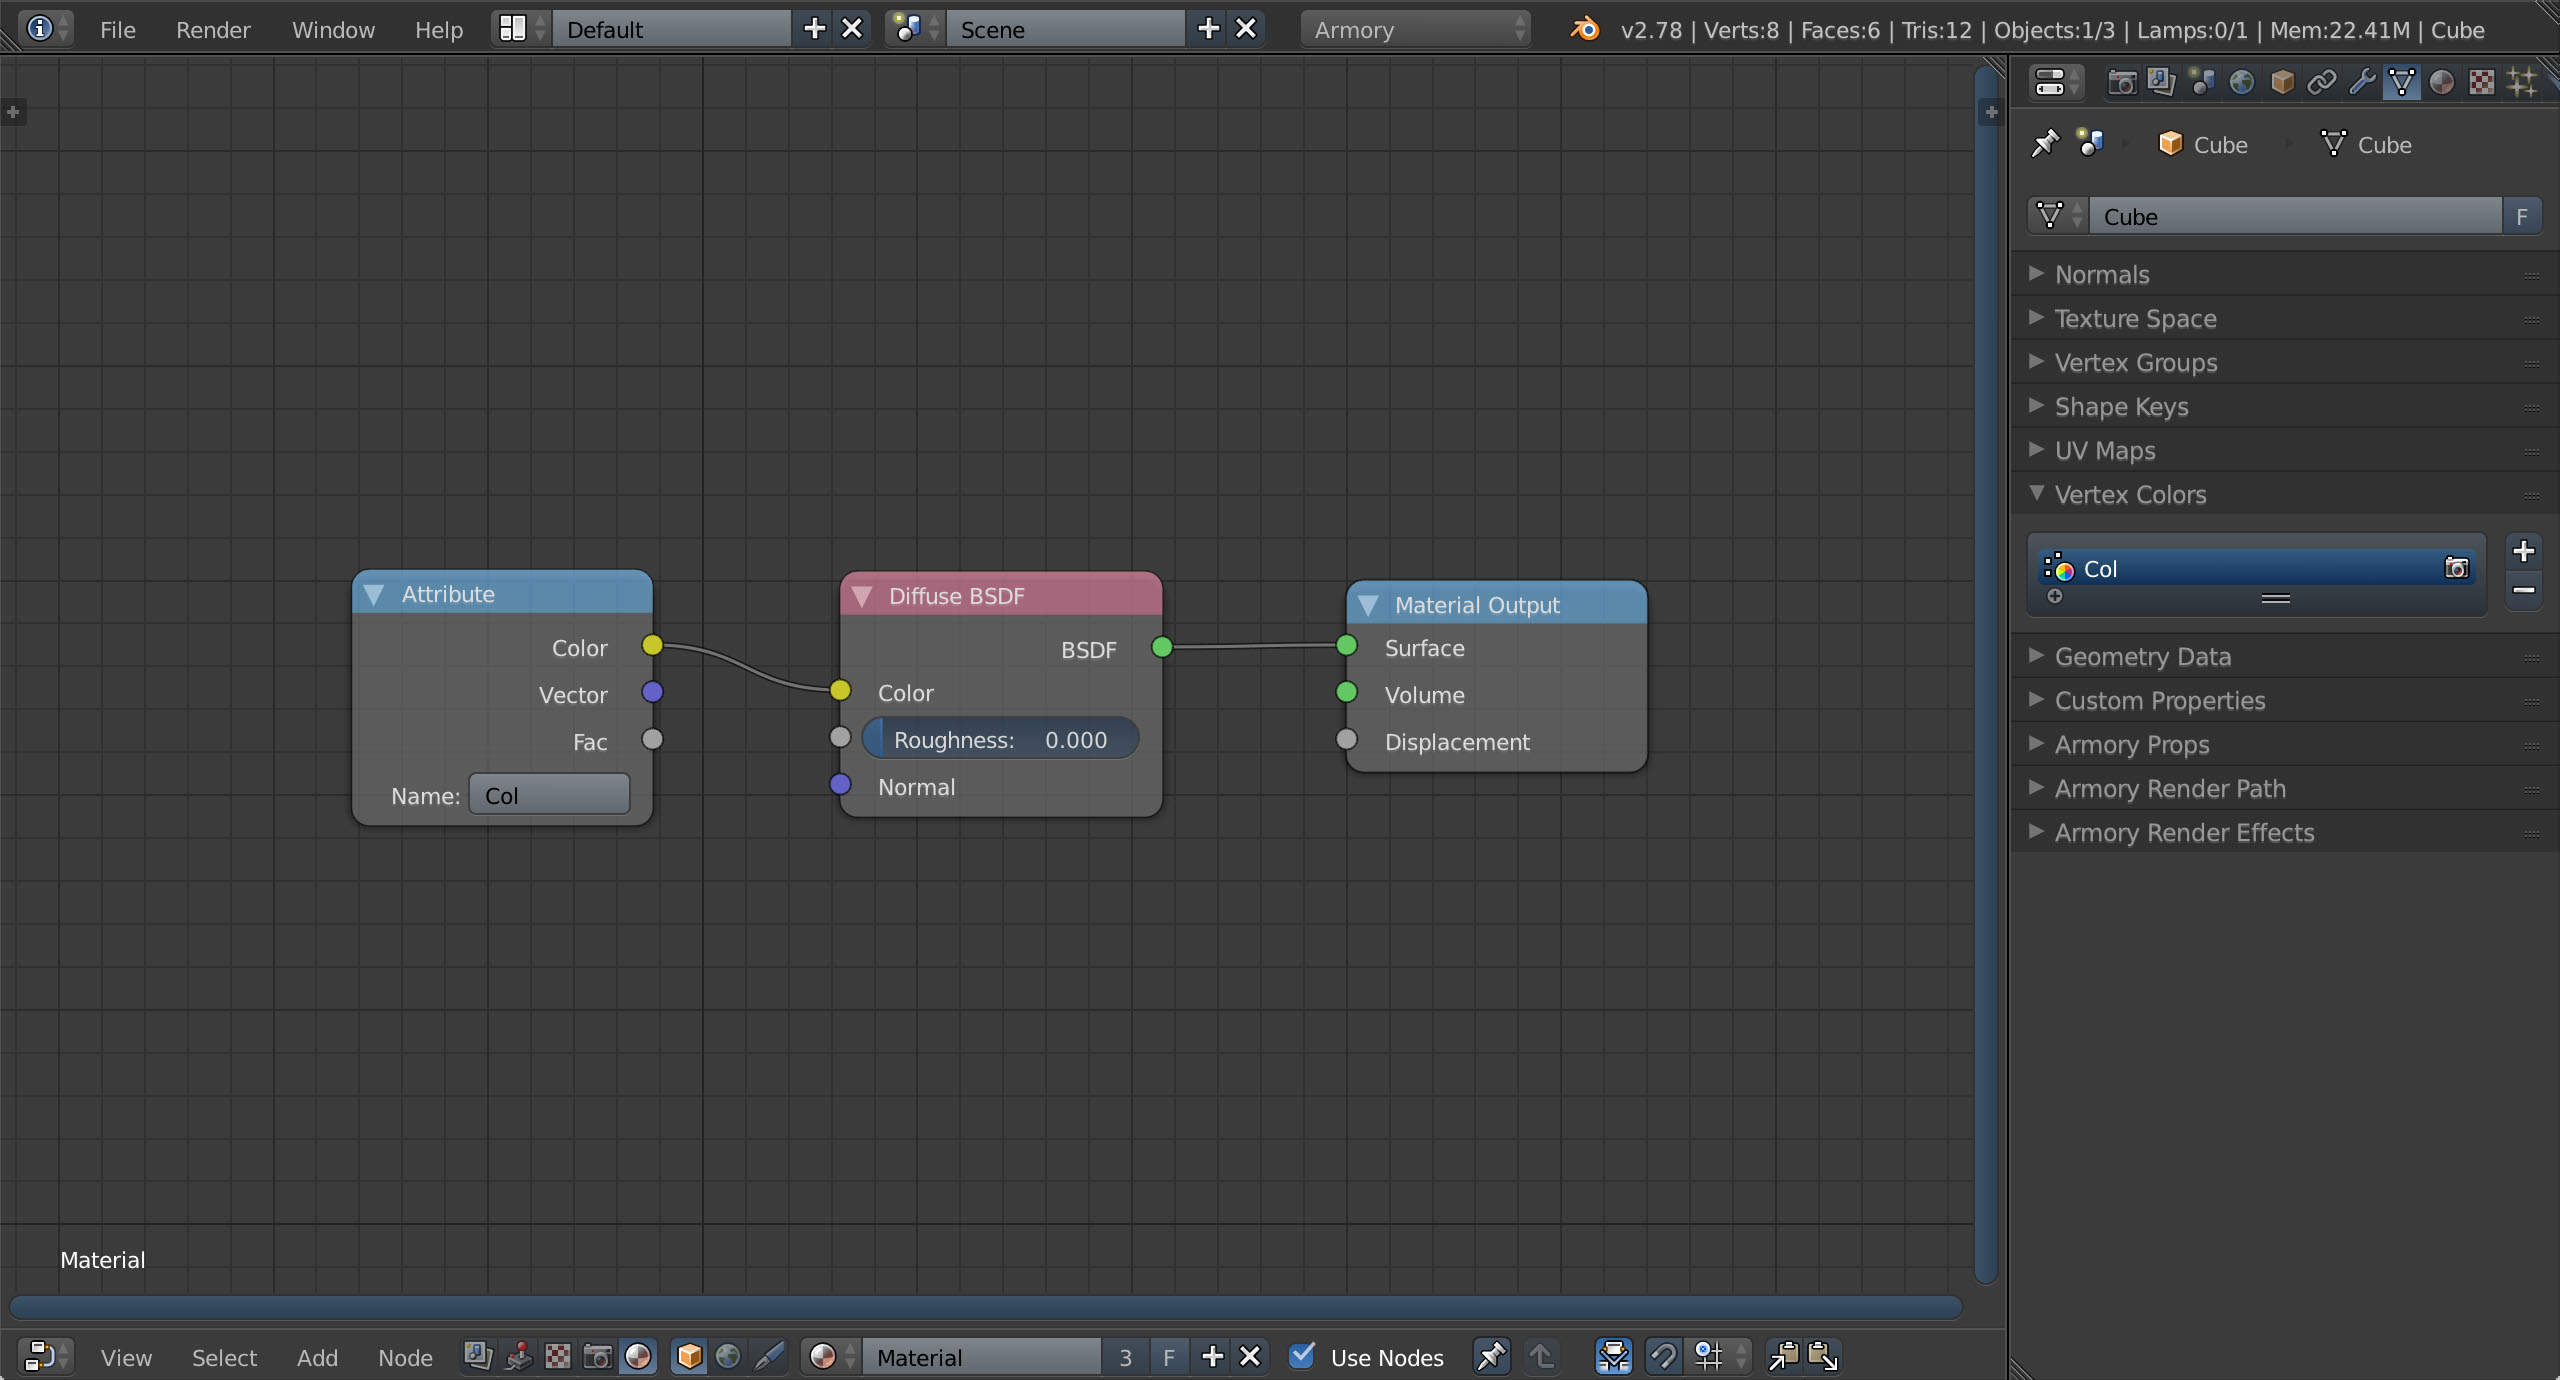 File Render Window Help Default Scene Armory v2.78 | Verts:8 | Faces:6 | Tris:12 | Objects:1/3 | Lamps:0/1 | Mem:22.41M | Cube
Cube Cube
Cube F
Normals
Texture Space
Vertex Groups
Shape Keys
UV Maps
Vertex Colors
Col
Geometry Data
Custom Properties
Armory Props
Armory Render Path
Armory Render Effects
Attribute
Color
Vector
Fac
Name: Col
Diffuse BSDF
BSDF
Color
Roughness: 0.000
Normal
Material Output
Surface
Volume
Displacement
Material
View Select Add Node Material 3 F Use Nodes